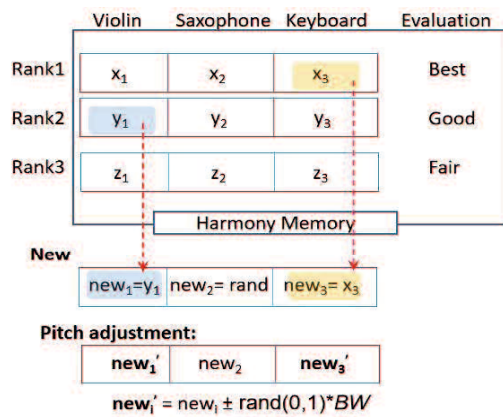 Violin Saxophone Keyboard Evaluation
Rank1 x₁ x₂ x₃ Best
Rank2 y₁ y₂ y₃ Good
Rank3 z₁ z₂ z₃ Fair
Harmony Memory
New
new₁=y₁ new₂= rand new₃= x₃
Pitch adjustment:
new₁′ new₂ new₃′
newᵢ′ = newᵢ ± rand(0,1)*BW